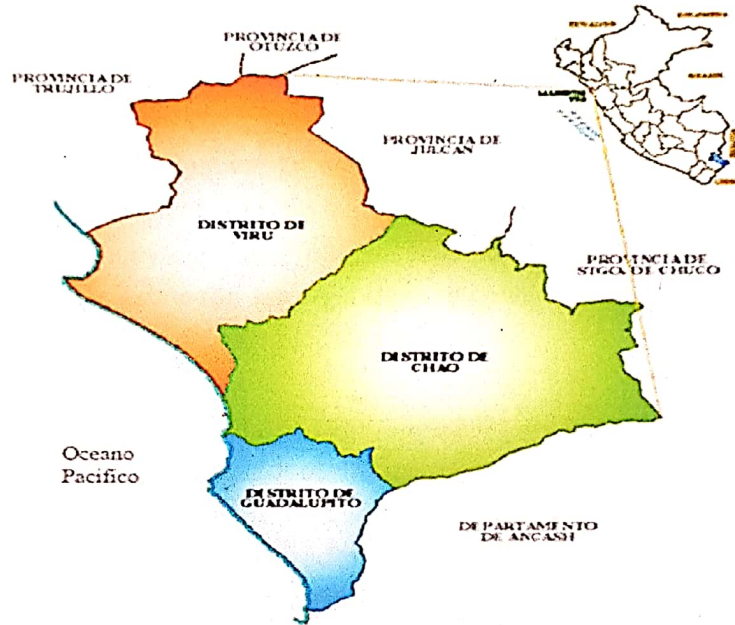 PROVINCIA DE
OTUZCO
PROVINCIA DE
TRUJILLO
PROVINCIA DE
JULCAN
DISTRITO DE
VIRU
PROVINCIA DE
STGO. DE CHUCO
DISTRITO DE
CHAO
Oceano
Pacifico
DISTRITO DE
GUADALUPITO
DEPARTAMENTO
DE ANCASH